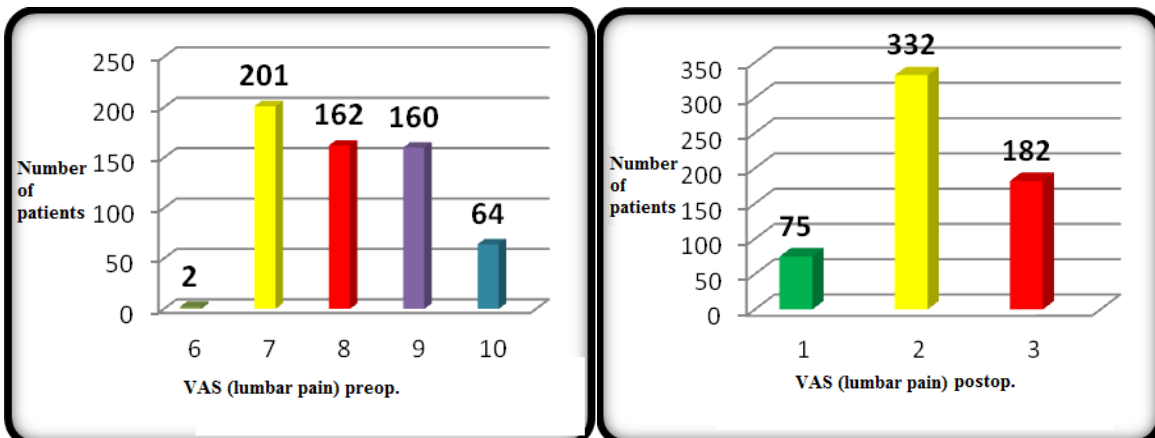 250
200
150
100
50
0
Number
of
patients
2
201
162
160
64
6 7 8 9 10
VAS (lumbar pain) preop.
350
300
250
200
150
100
50
0
Number
of
patients
75
332
182
1 2 3
VAS (lumbar pain) postop.